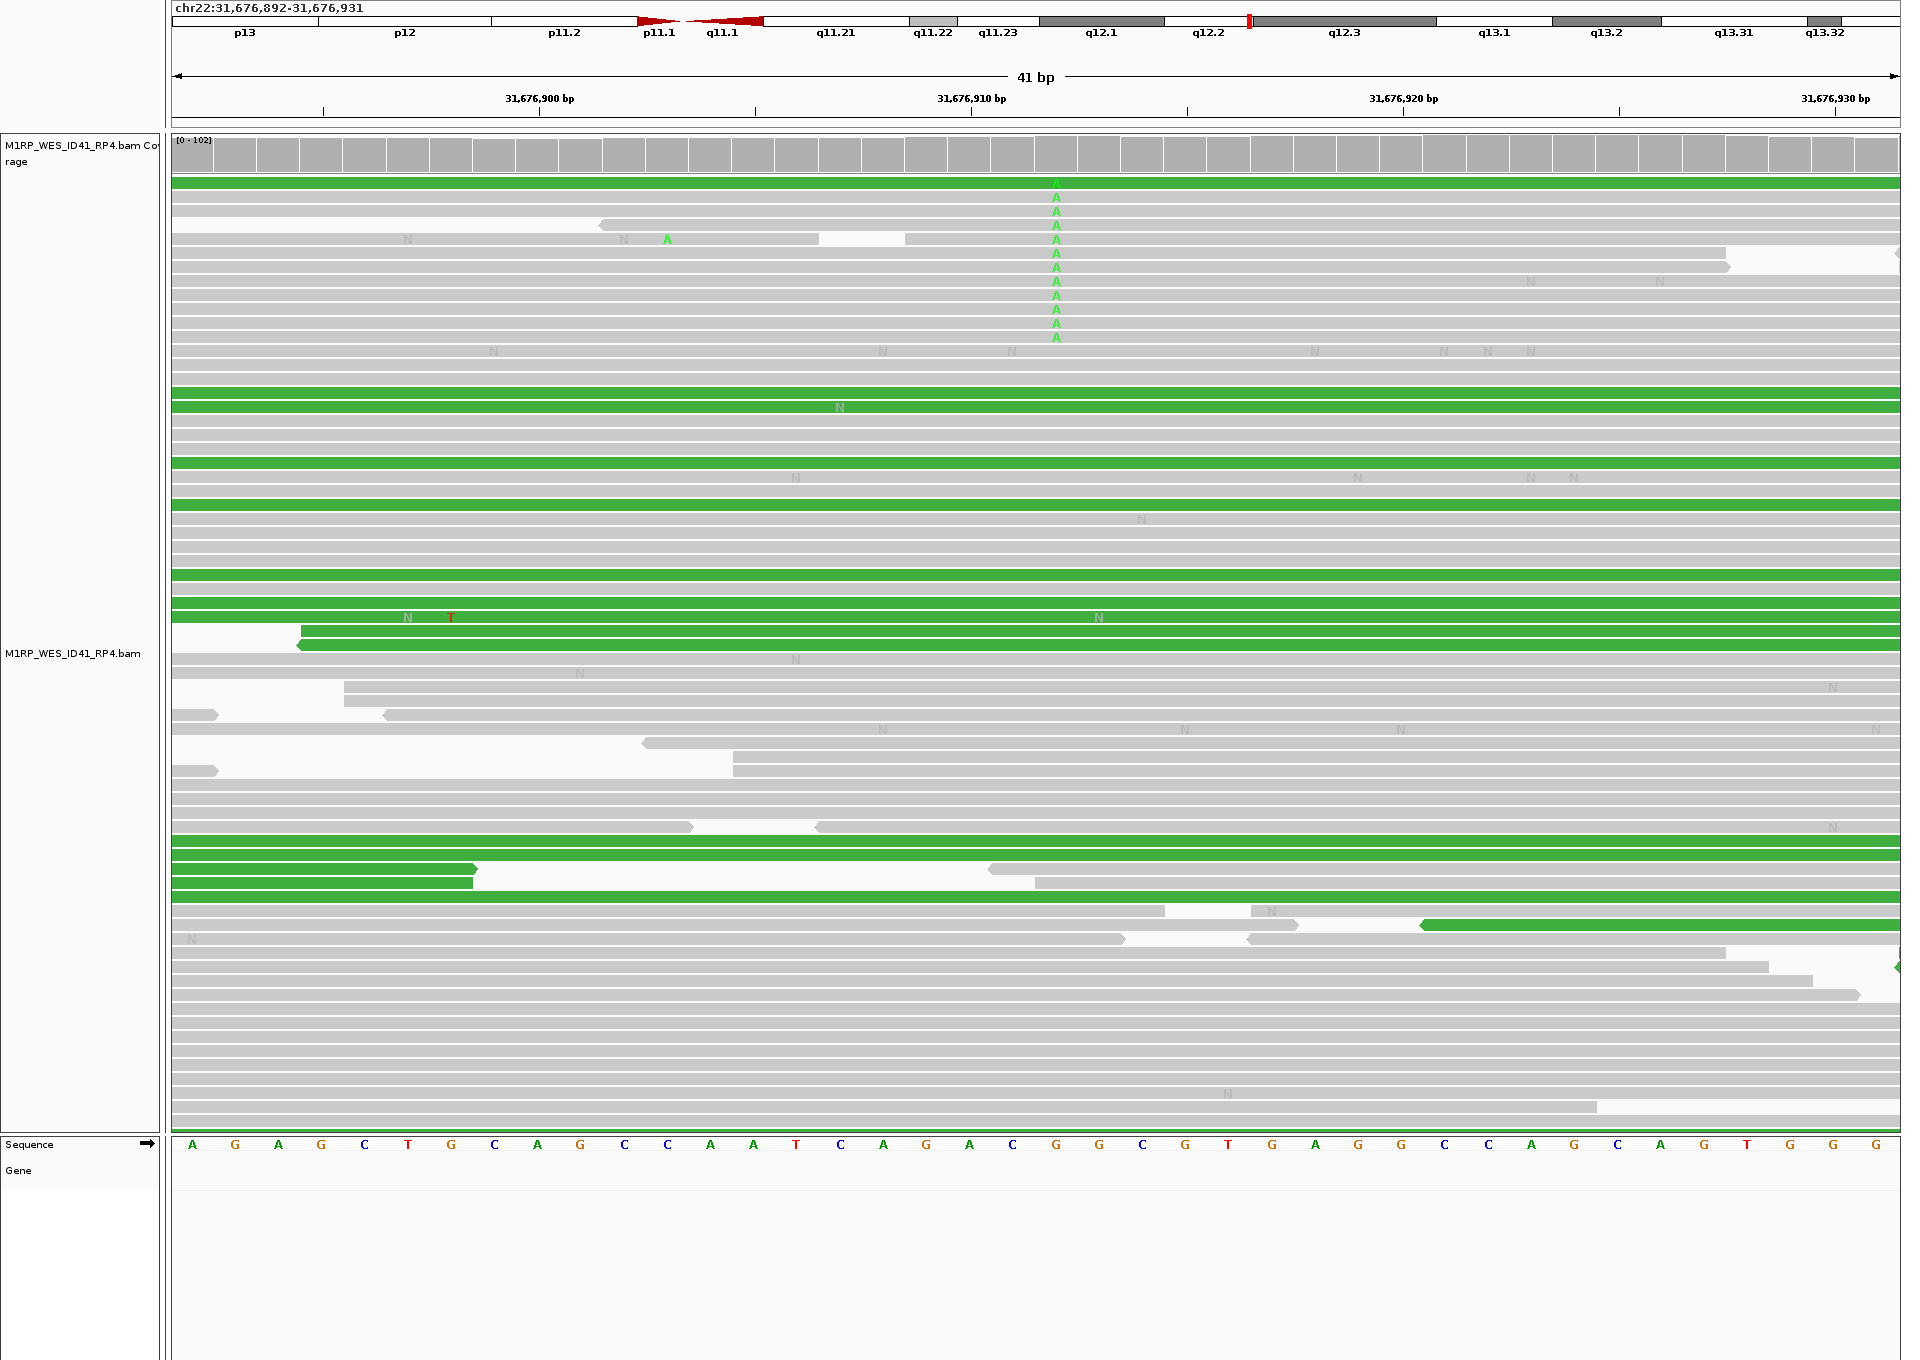 chr22:31,676,892-31,676,931
p13 p12 p11.2 p11.1 q11.1 q11.21 q11.22 q11.23 q12.1 q12.2 q12.3 q13.1 q13.2 q13.31 q13.32
41 bp
31,676,900 bp 31,676,910 bp 31,676,920 bp 31,676,930 bp
[0 - 102]
M1RP_WES_ID41_RP4.bam Co
rage
A
A
A
A
N N A A
A
A
A N N
A
A
A
A
N N N N N N N
N
N N N N
N
N T N
N
N
N
N N N N
N
N
N
N
M1RP_WES_ID41_RP4.bam
Sequence A G A G C T G C A G C C A A T C A G A C G G C G T G A G G C C A G C A G T G G G
Gene